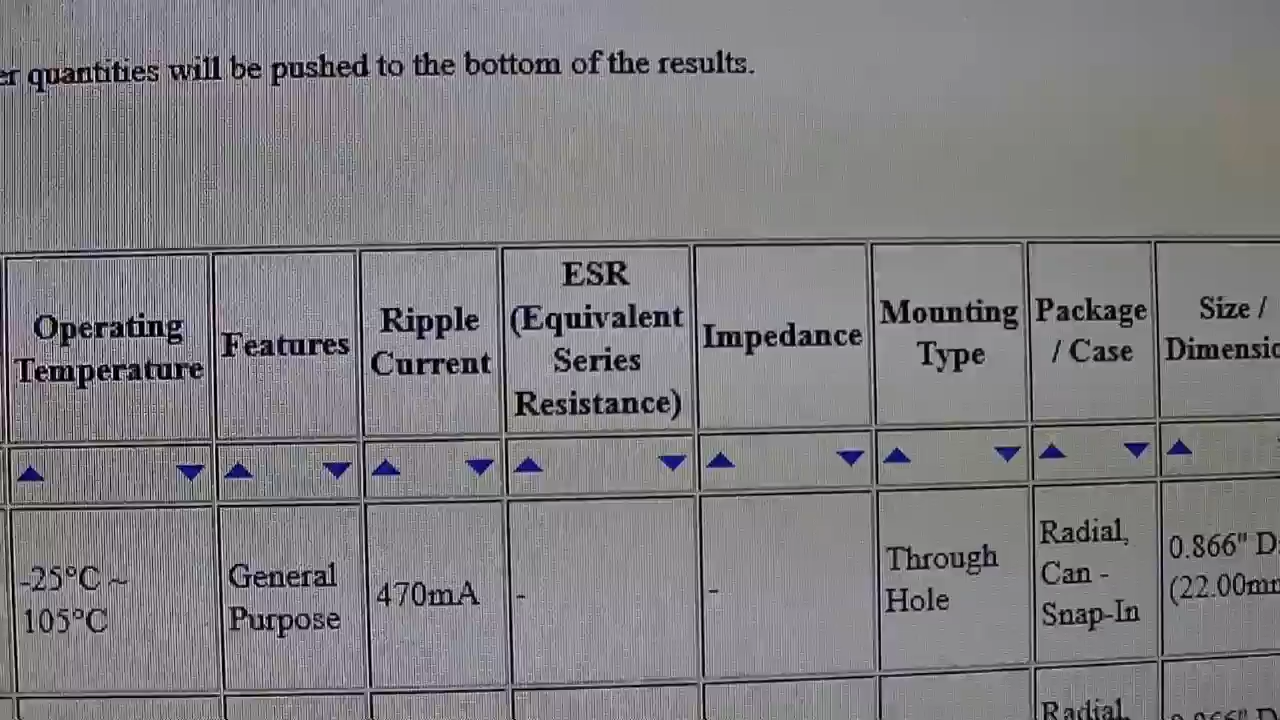 quantities will be pushed to the bottom of the results.
Operating Temperature
Features
Ripple Current
ESR (Equivalent Series Resistance)
Impedance
Mounting Type
Package / Case
Size /
-25°C ~ 105°C
General Purpose
470mA
-
-
Through Hole
Radial, Can - Snap-In
0.866" D
(22.00m
Radial